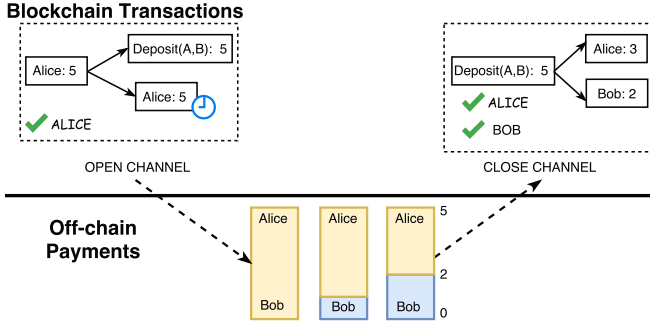 Blockchain Transactions
Alice: 5
Deposit(A,B): 5
Alice: 5
ALICE
OPEN CHANNEL
Deposit(A,B): 5
Alice: 3
Bob: 2
ALICE
BOB
CLOSE CHANNEL
Off-chain
Payments
Alice
Bob
Alice
Bob
Alice
Bob
5
2
0